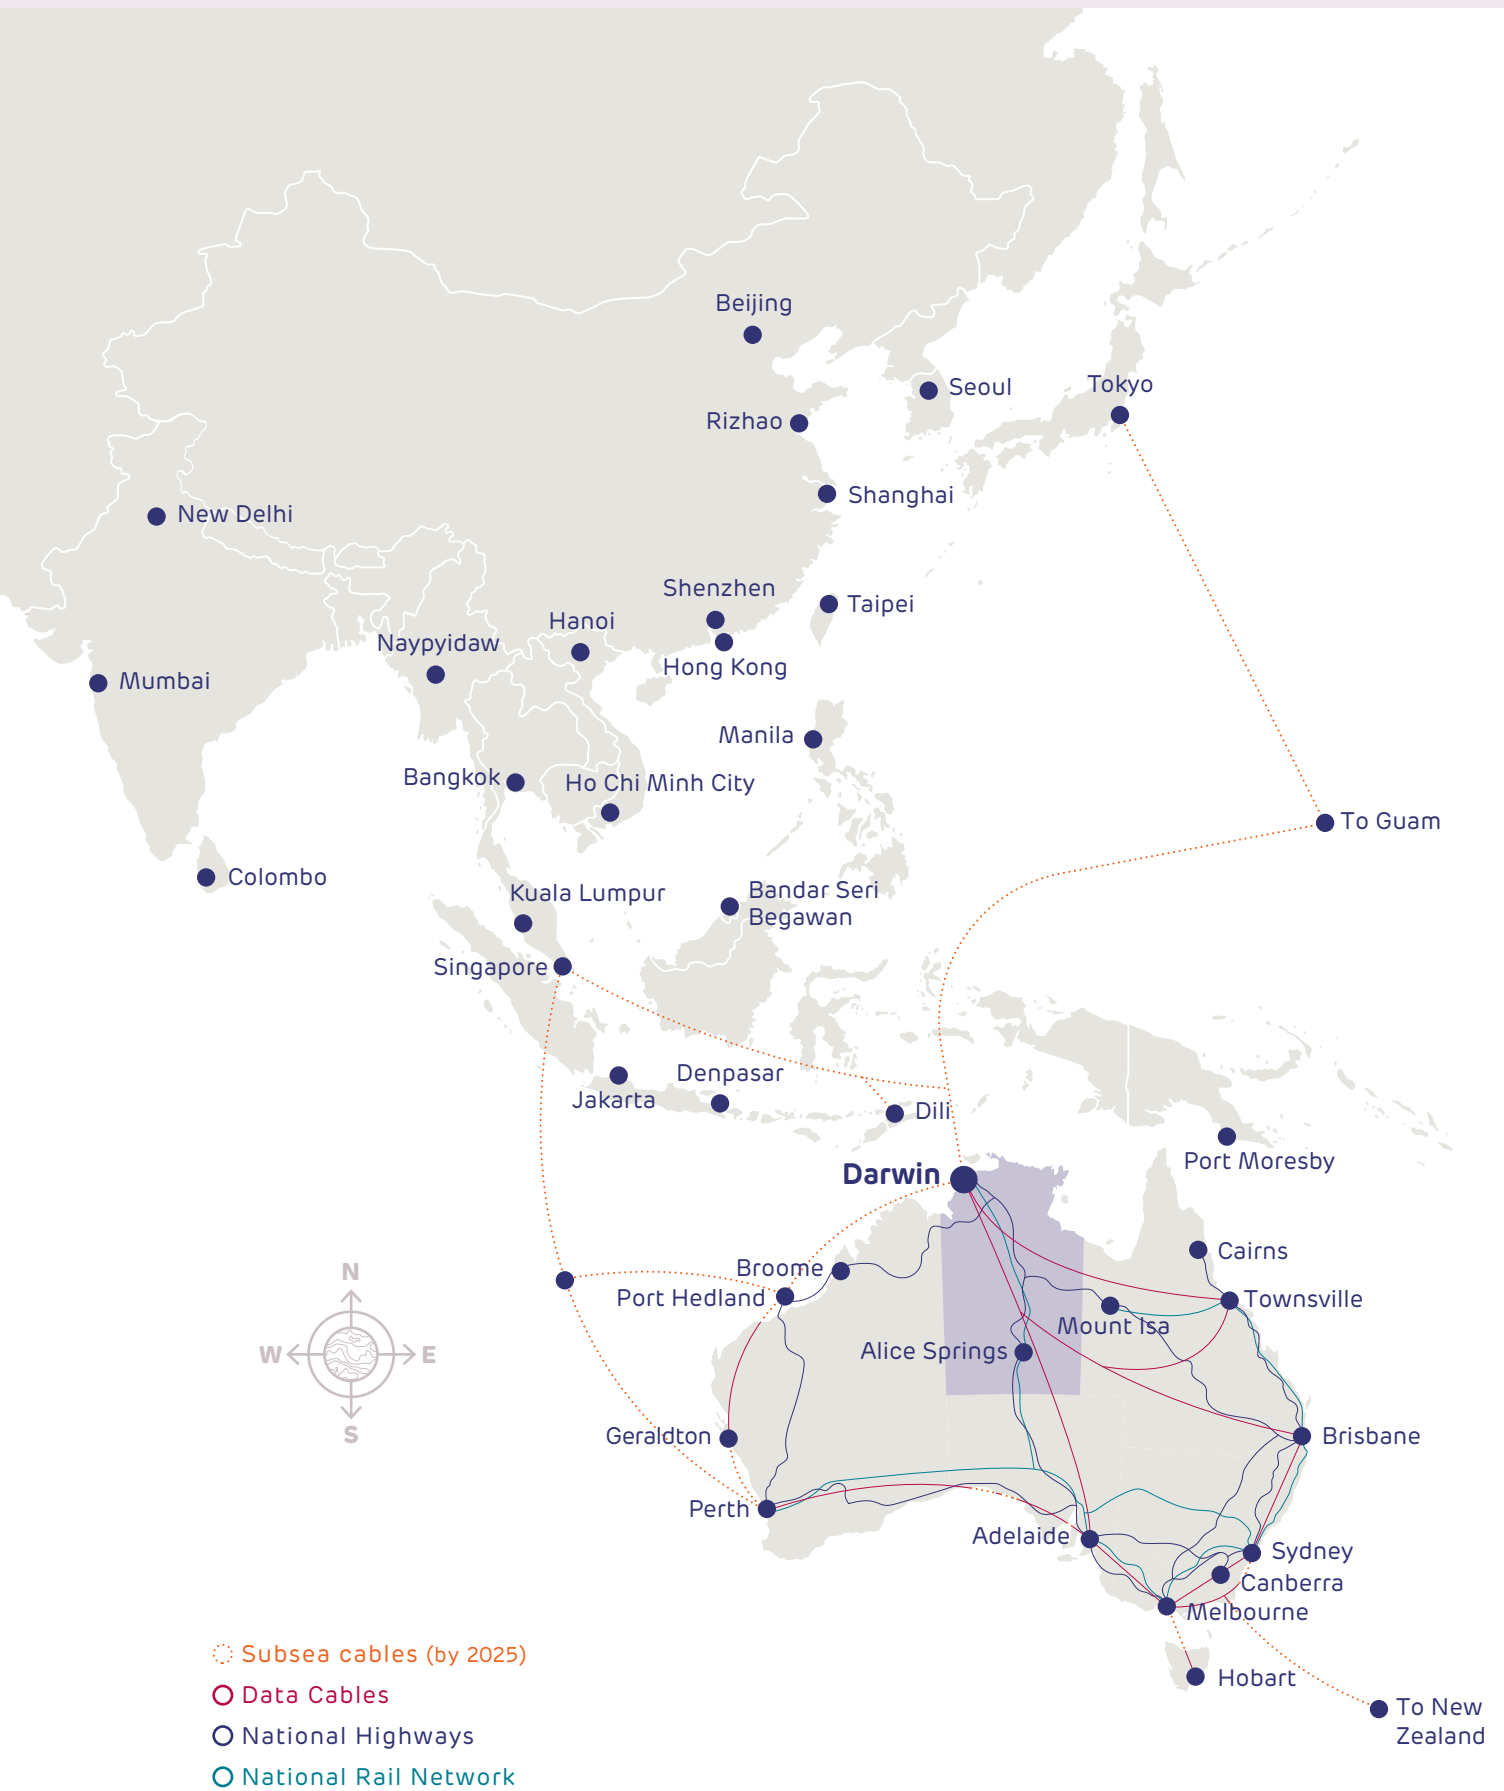 Beijing
Seoul
Tokyo
Rizhao
Shanghai
New Delhi
Shenzhen
Taipei
Hanoi
Naypyidaw
Hong Kong
Mumbai
Manila
Bangkok
Ho Chi Minh City
To Guam
Colombo
Kuala Lumpur
Bandar Seri
Begawan
Singapore
Denpasar
Jakarta
Dili
Port Moresby
Darwin
Cairns
Broome
Port Hedland
Townsville
Mount Isa
Alice Springs
N
W
E
S
Geraldton
Brisbane
Perth
Adelaide
Sydney
Canberra
Melbourne
Hobart
To New
Zealand
Subsea cables (by 2025)
Data Cables
National Highways
National Rail Network